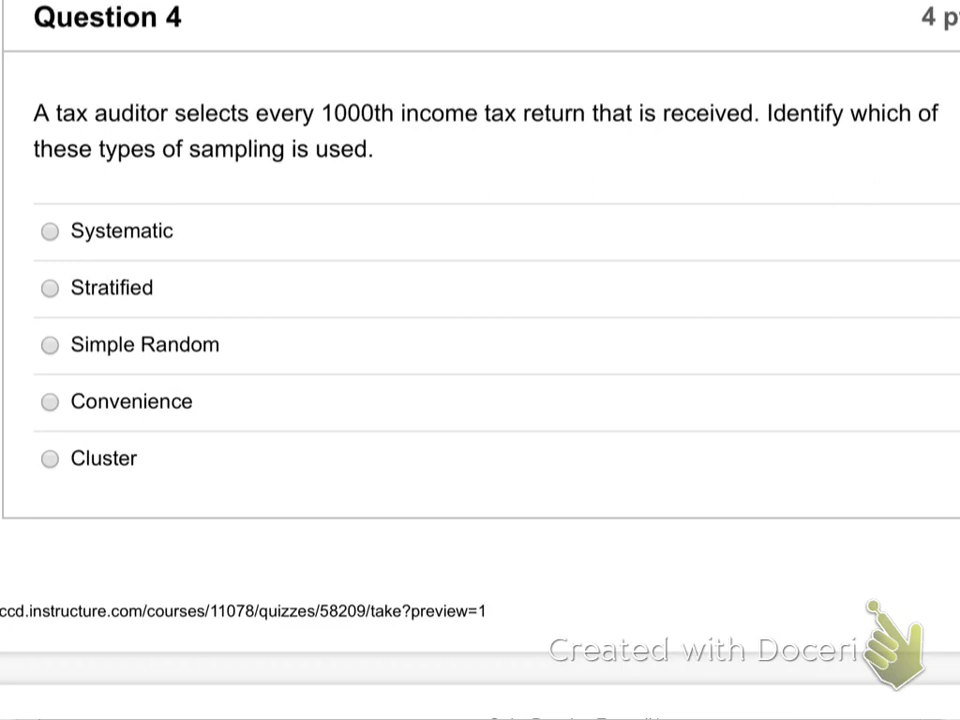 Question 4
4 p
A tax auditor selects every 1000th income tax return that is received. Identify which of
these types of sampling is used.
Systematic
Stratified
Simple Random
Convenience
Cluster
ccd.instructure.com/courses/11078/quizzes/58209/take?preview=1
Created with Doceri